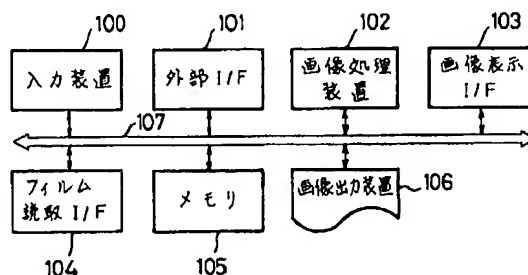 100
101
102
103
入力装置
外部 I/F
画像処理
装置
画像表示
I/F
107
フィルム
読取 I/F
メモリ
画像出力装置
106
104
105